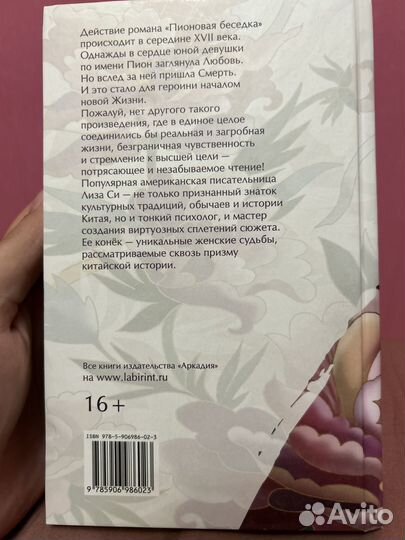 Действие романа «Пионовая беседка»
происходит в середине XVII века.
Однажды в сердце юной девушки
по имени Пион заглянула Любовь.
Но вслед за ней пришла Смерть.
И это стало для героини началом
новой Жизни.
Пожалуй, нет другого такого
произведения, где в единое целое
соединились бы реальная и загробная
жизни, безграничная чувственность
и стремление к высшей цели —
потрясающее и незабываемое чтение!
Популярная американская писательница
Лиза Си — не только признанный знаток
культурных традиций, обычаев и истории
Китая, но и тонкий психолог, и мастер
создания виртуозных сплетений сюжета.
Ее конёк — уникальные женские судьбы,
рассматриваемые сквозь призму
китайской истории.
Все книги издательства «Аркадия»
на www.labirint.ru
16+
ISBN 978-5-906986-02-3
9 785906 986023
Avito